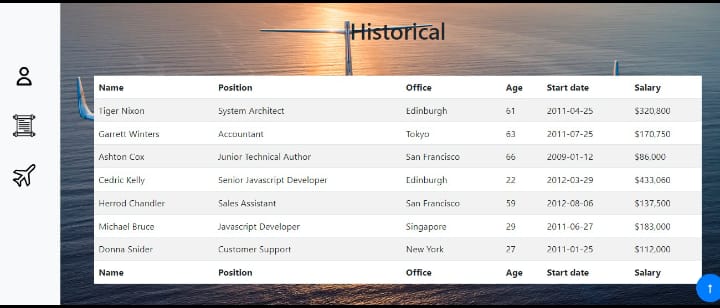 Historical
Name Position Office Age Start date Salary
Tiger Nixon System Architect Edinburgh 61 2011-04-25 $320,800
Garrett Winters Accountant Tokyo 63 2011-07-25 $170,750
Ashton Cox Junior Technical Author San Francisco 66 2009-01-12 $86,000
Cedric Kelly Senior Javascript Developer Edinburgh 22 2012-03-29 $433,060
Herrod Chandler Sales Assistant San Francisco 59 2012-08-06 $137,500
Michael Bruce Javascript Developer Singapore 29 2011-06-27 $183,000
Donna Snider Customer Support New York 27 2011-01-25 $112,000
Name Position Office Age Start date Salary